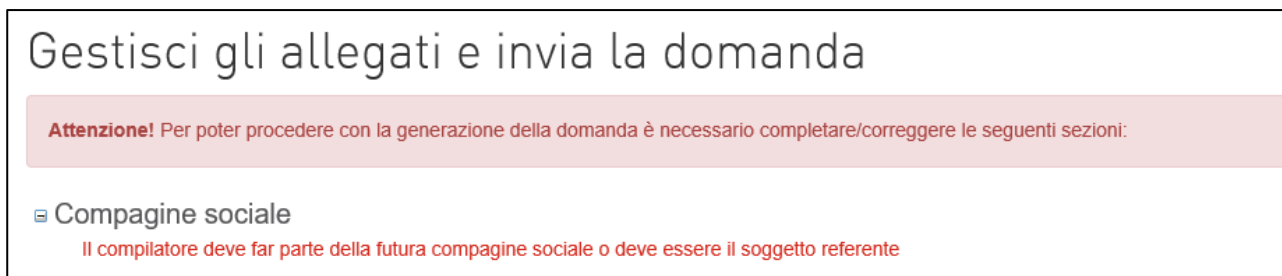 Gestisci gli allegati e invia la domanda
Attenzione! Per poter procedere con la generazione della domanda è necessario completare/correggere le seguenti sezioni:
Compagine sociale
Il compilatore deve far parte della futura compagine sociale o deve essere il soggetto referente